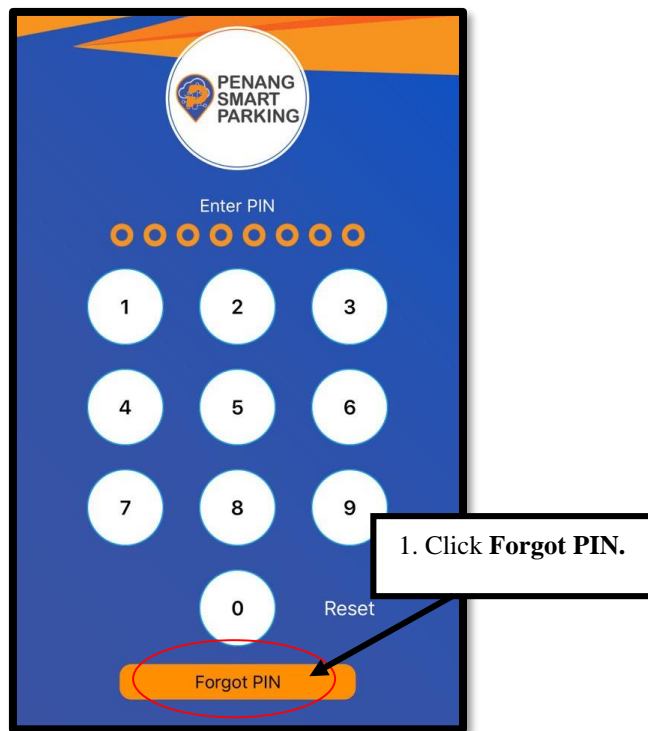 PENANG
SMART
PARKING
Enter PIN
1 2 3
4 5 6
7 8 9
1. Click Forgot PIN.
0 Reset
Forgot PIN